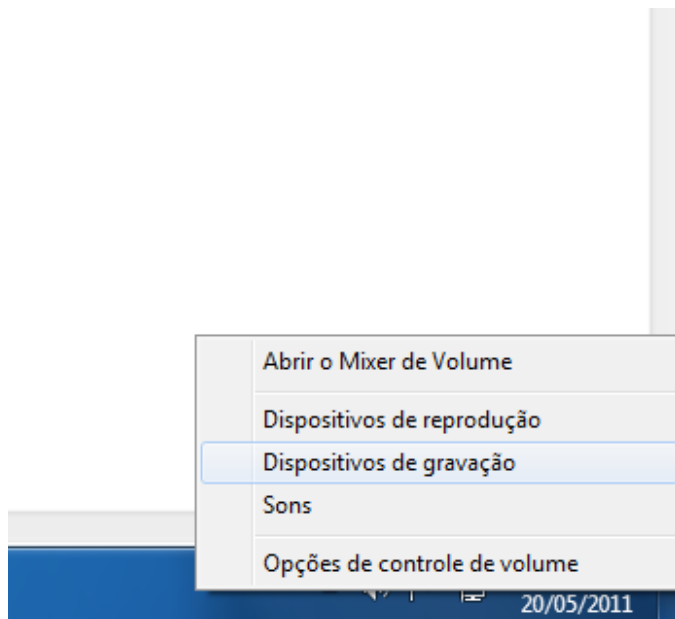 Abrir o Mixer de Volume
Dispositivos de reprodução
Dispositivos de gravação
Sons
Opções de controle de volume
20/05/2011